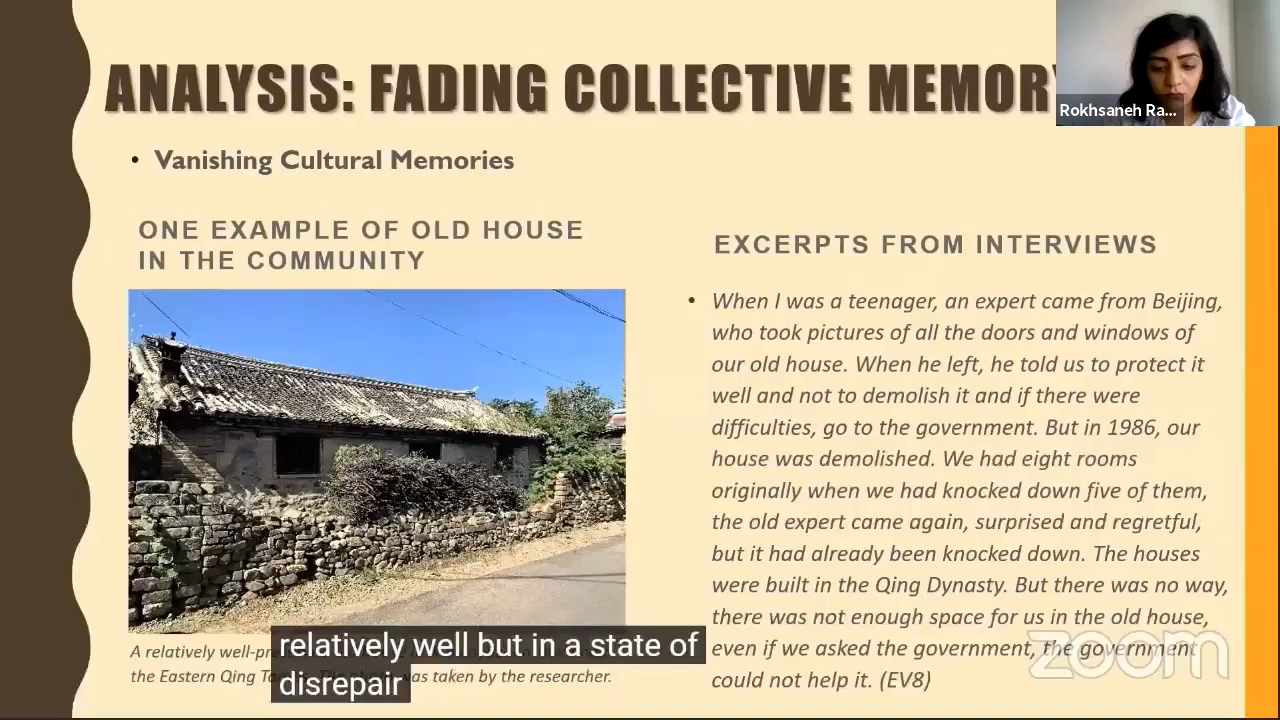 ANALYSIS: FADING COLLECTIVE MEMOR
Rokhsaneh Ra...
• Vanishing Cultural Memories
ONE EXAMPLE OF OLD HOUSE
IN THE COMMUNITY
A relatively
the Eastern Qing was taken by the researcher.
relatively well but in a state of
disrepair
EXCERPTS FROM INTERVIEWS
• When I was a teenager, an expert came from Beijing,
who took pictures of all the doors and windows of
our old house. When he left, he told us to protect it
well and not to demolish it and if there were
difficulties, go to the government. But in 1986, our
house was demolished. We had eight rooms
originally when we had knocked down five of them,
the old expert came again, surprised and regretful,
but it had already been knocked down. The houses
were built in the Qing Dynasty. But there was no way,
there was not enough space for us in the old house,
even if we asked the government, the government
could not help it. (EV8)
zoom